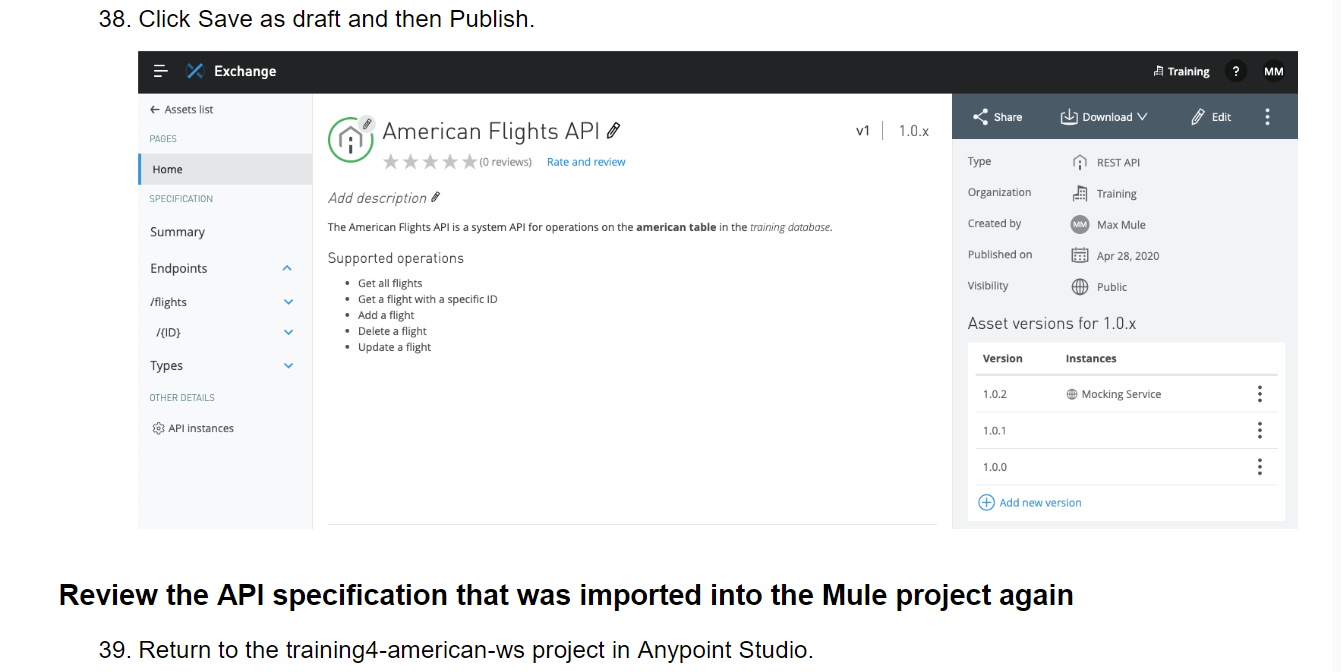 38. Click Save as draft and then Publish.
Exchange
Training
?
MM
Assets list
PAGES
Home
SPECIFICATION
Summary
Endpoints
/flights
/{ID}
Types
OTHER DETAILS
API instances
American Flights API
v1
1.0.x
(0 reviews)
Rate and review
Add description
The American Flights API is a system API for operations on the american table in the training database.
Supported operations
• Get all flights
• Get a flight with a specific ID
• Add a flight
• Delete a flight
• Update a flight
Share
Download
Edit
Type
REST API
Organization
Training
Created by
MM
Max Mule
Published on
Apr 28, 2020
Visibility
Public
Asset versions for 1.0.x
Version
Instances
1.0.2
Mocking Service
1.0.1
1.0.0
Add new version
Review the API specification that was imported into the Mule project again
39. Return to the training4-american-ws project in Anypoint Studio.